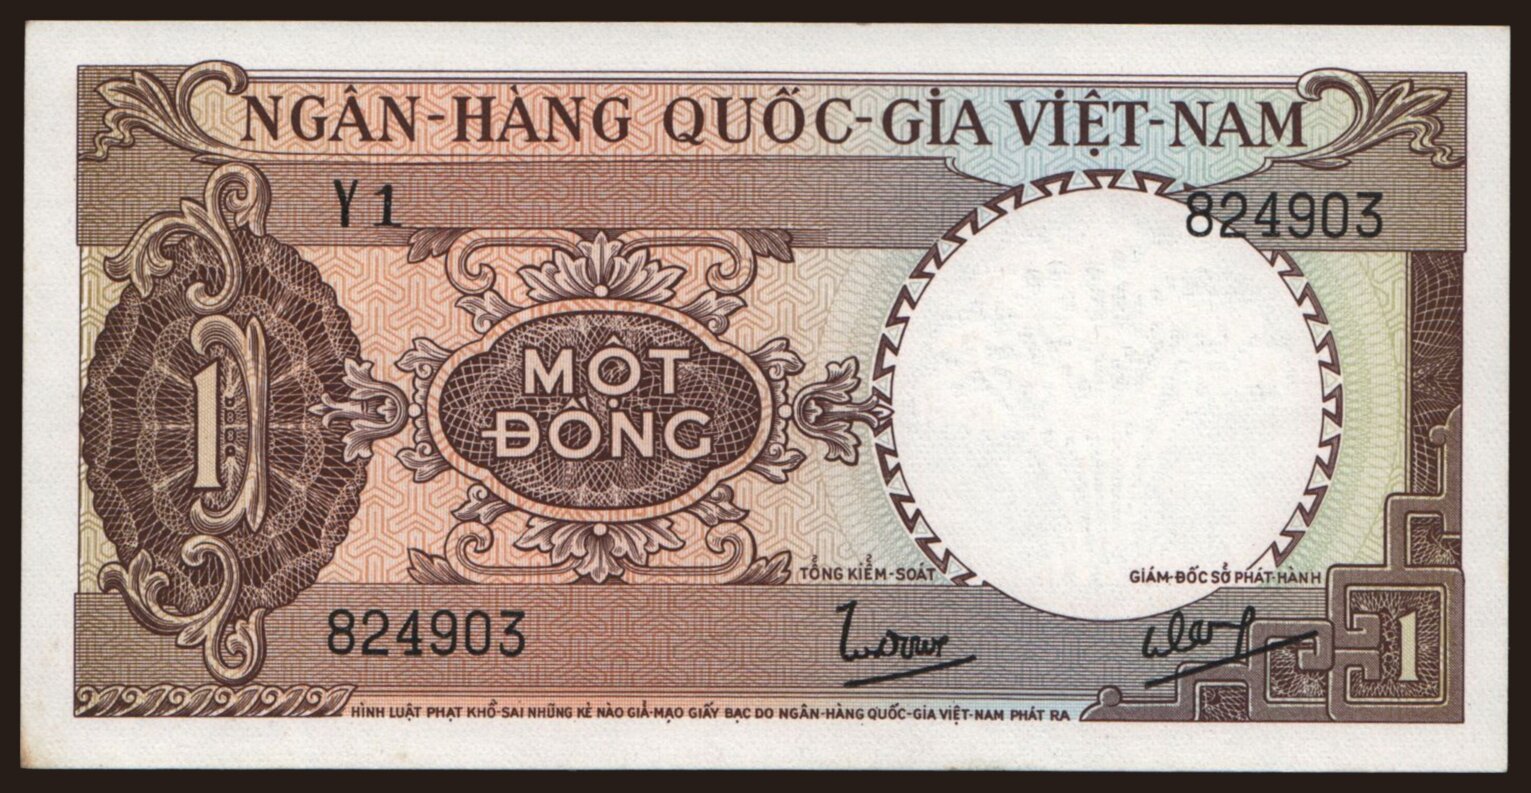 NGÂN-HÀNG QUỐC-GIA VIỆT-NAM
Y1
824903
1
MỘT
ĐỒNG
TỔNG KIỂM-SOÁT
GIÁM-ĐỐC SỞ PHÁT-HÀNH
824903
1
HÌNH LUẬT PHẠT KHỔ-SAI NHỮNG KẺ NÀO GIẢ-MẠO GIẤY BẠC DO NGÂN-HÀNG QUỐC-GIA VIỆT-NAM PHÁT RA